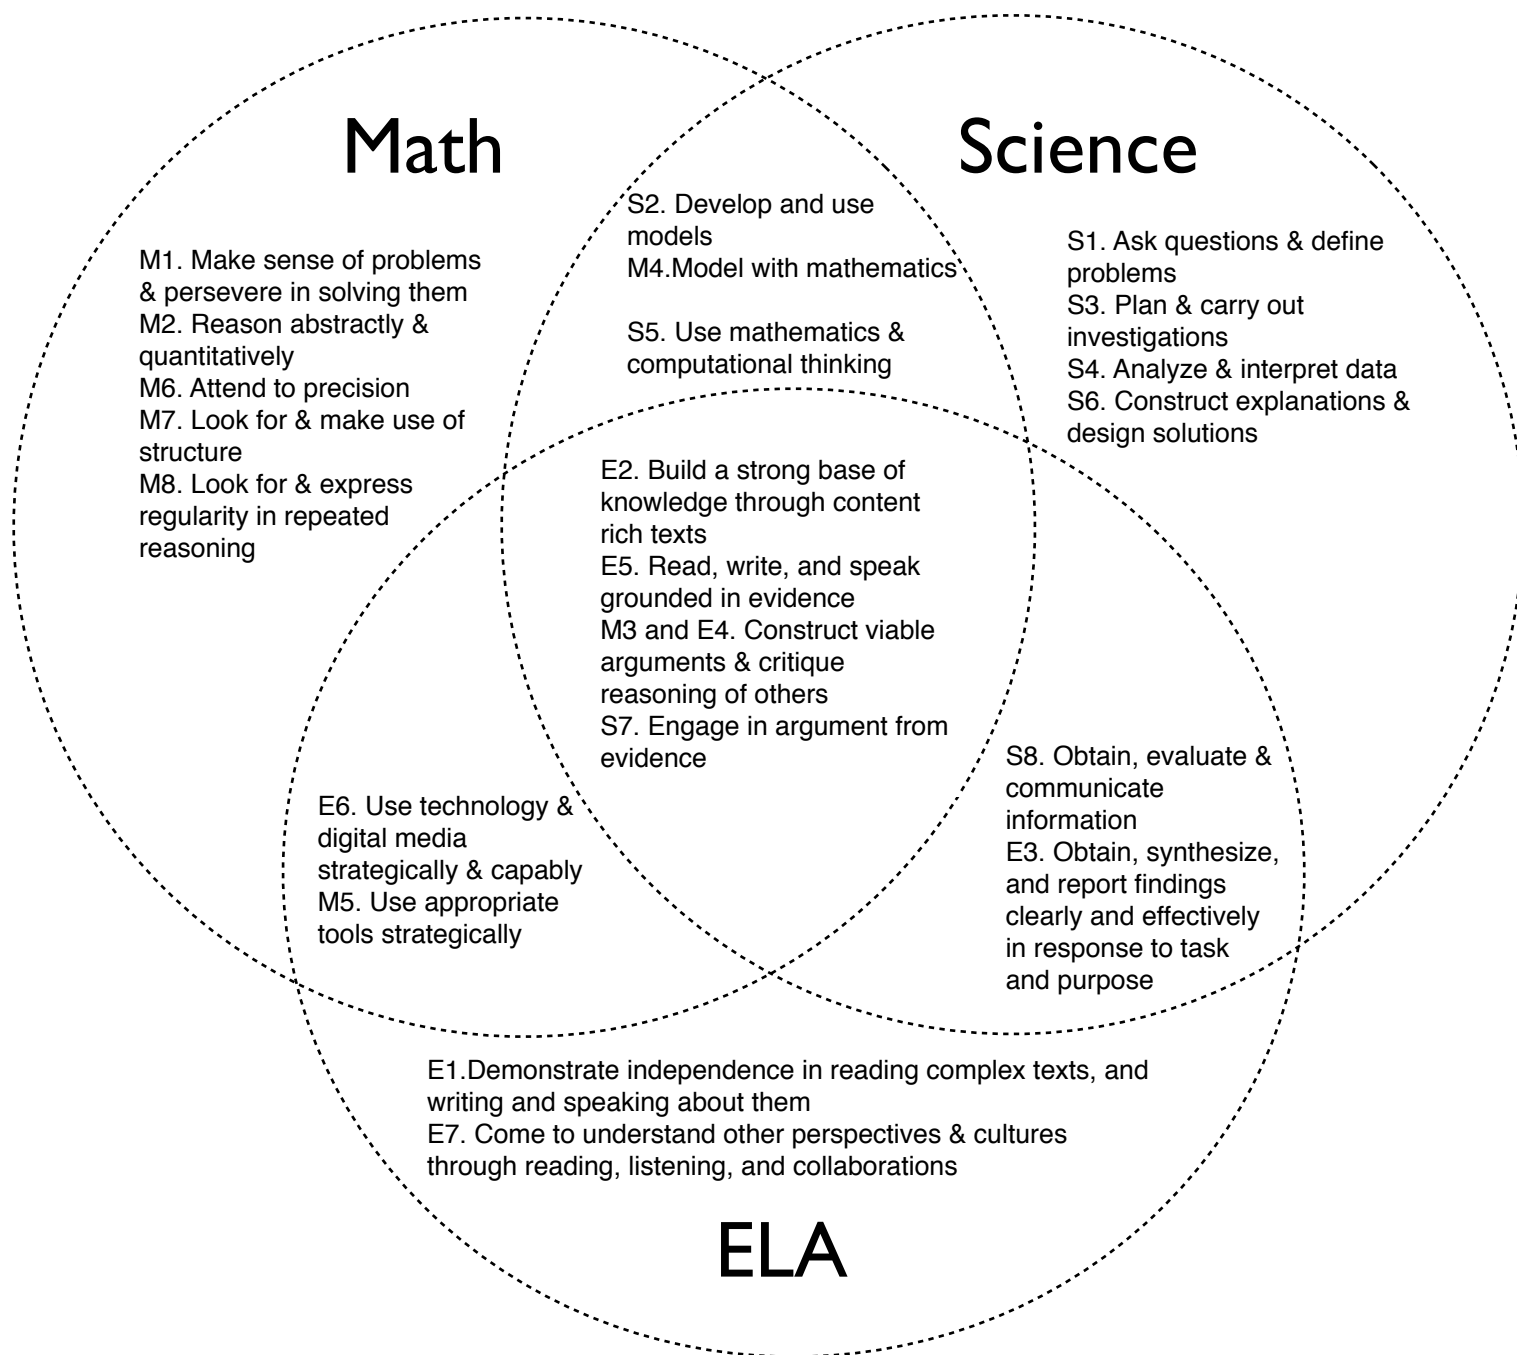 Math
Science
M1. Make sense of problems
& persevere in solving them
M2. Reason abstractly &
quantitatively
M6. Attend to precision
M7. Look for & make use of
structure
M8. Look for & express
regularity in repeated
reasoning
S2. Develop and use
models
M4.Model with mathematics
S5. Use mathematics &
computational thinking
S1. Ask questions & define
problems
S3. Plan & carry out
investigations
S4. Analyze & interpret data
S6. Construct explanations &
design solutions
E2. Build a strong base of
knowledge through content
rich texts
E5. Read, write, and speak
grounded in evidence
M3 and E4. Construct viable
arguments & critique
reasoning of others
S7. Engage in argument from
evidence
E6. Use technology &
digital media
strategically & capably
M5. Use appropriate
tools strategically
S8. Obtain, evaluate &
communicate
information
E3. Obtain, synthesize,
and report findings
clearly and effectively
in response to task
and purpose
E1.Demonstrate independence in reading complex texts, and
writing and speaking about them
E7. Come to understand other perspectives & cultures
through reading, listening, and collaborations
ELA